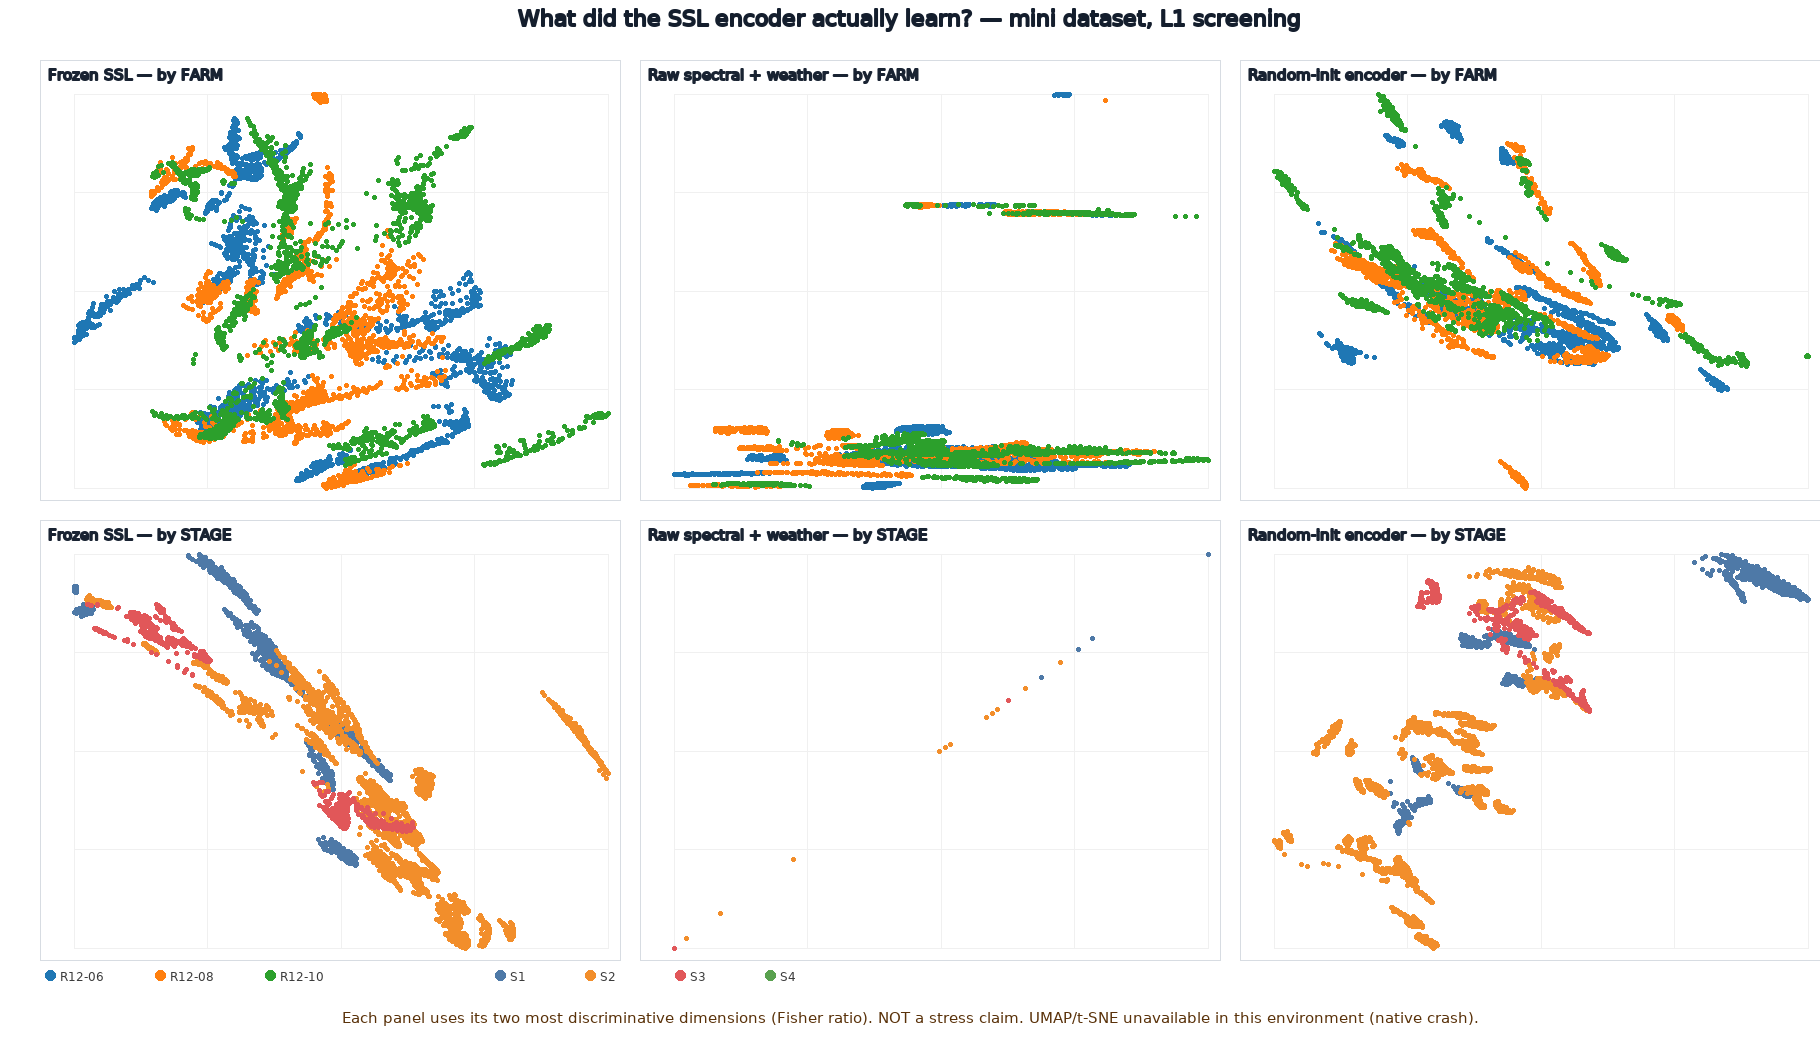 What did the SSL encoder actually learn? — mini dataset, L1 screening
Frozen SSL — by FARM
Raw spectral + weather — by FARM
Random-init encoder — by FARM
Frozen SSL — by STAGE
Raw spectral + weather — by STAGE
Random-init encoder — by STAGE
R12-06 R12-08 R12-10 S1 S2 S3 S4
Each panel uses its two most discriminative dimensions (Fisher ratio). NOT a stress claim. UMAP/t-SNE unavailable in this environment (native crash).